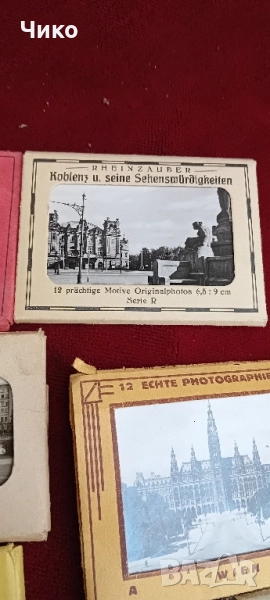 Чико
RHEINZAUBER
Koblenz u. seine Sehenswürdigkeiten
12 prächtige Motive Originalphotos 6,5 : 9 cm
Serie R
12 ECHTE PHOTOGRAPHIE
A WIEN
BAZAR